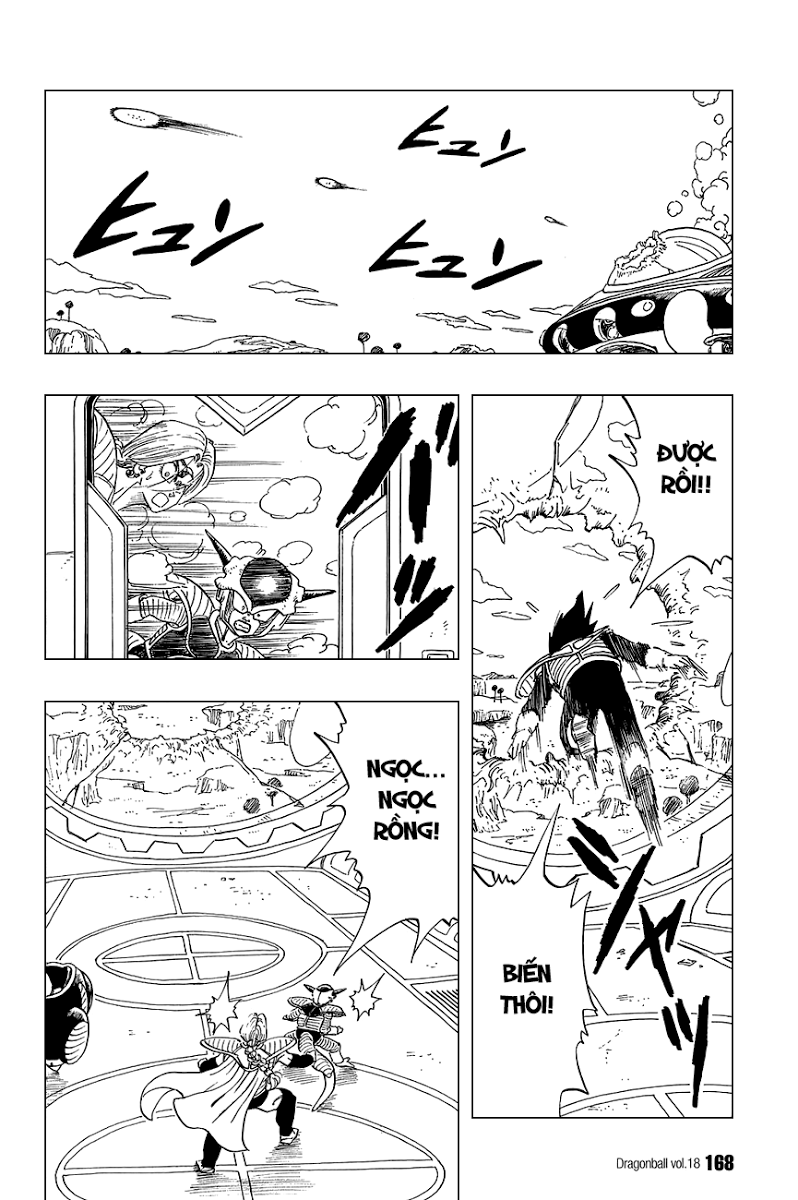 ヒュン
ヒュン
ヒュン
ĐƯỢC
RỒI!!
BIẾN
THÔI!
NGỌC...
NGỌC
RỒNG!
Dragonball vol.18 168